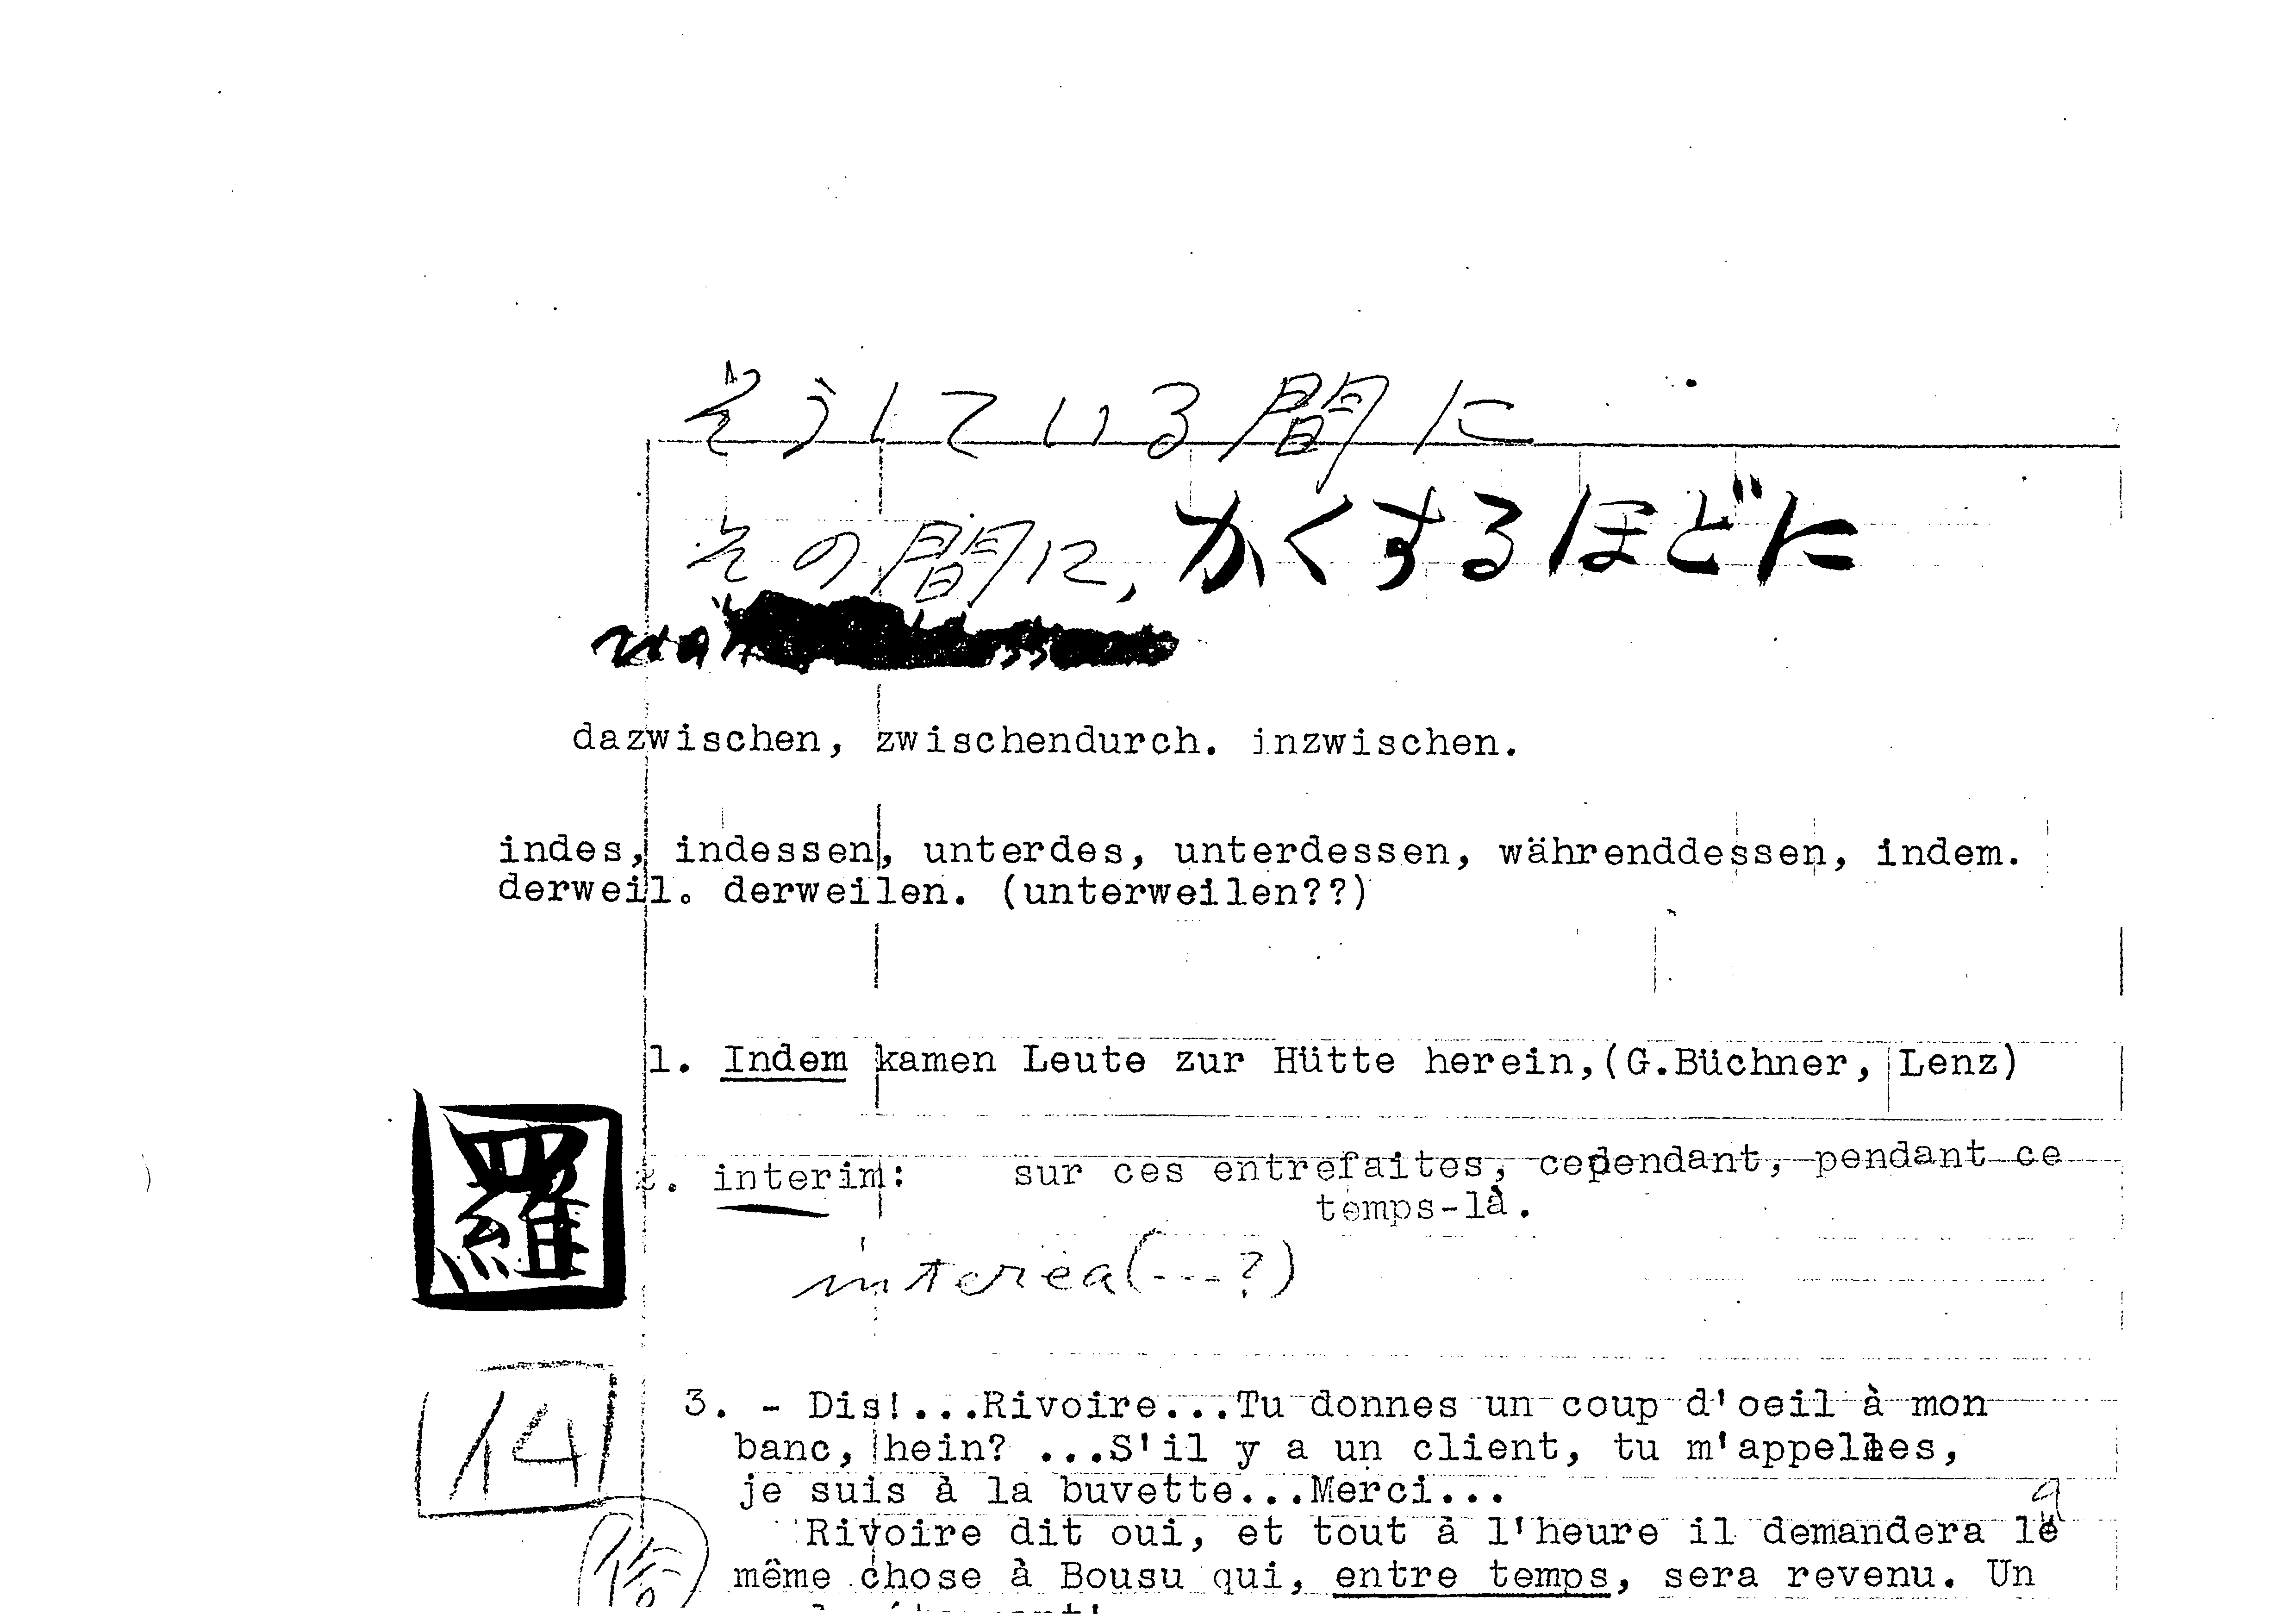 そうしている間に
その間に, かくするほどに
dazwischen, zwischendurch. inzwischen.
indes, indessen, unterdes, unterdessen, währenddessen, indem.
derweil. derweilen. (unterweilen??)
1. Indem kamen Leute zur Hütte herein,(G.Büchner, Lenz)
羅
2. interim: sur ces entrefaites, cependant, pendant ce
temps-là.
interea(---?)
14
3. - Dis!...Rivoire...Tu donnes un coup d'oeil à mon
banc, hein? ...S'il y a un client, tu m'appelles,
je suis à la buvette...Merci...
a
Rivoire dit oui, et tout à l'heure il demandera la
même chose à Bousu qui, entre temps, sera revenu. Un